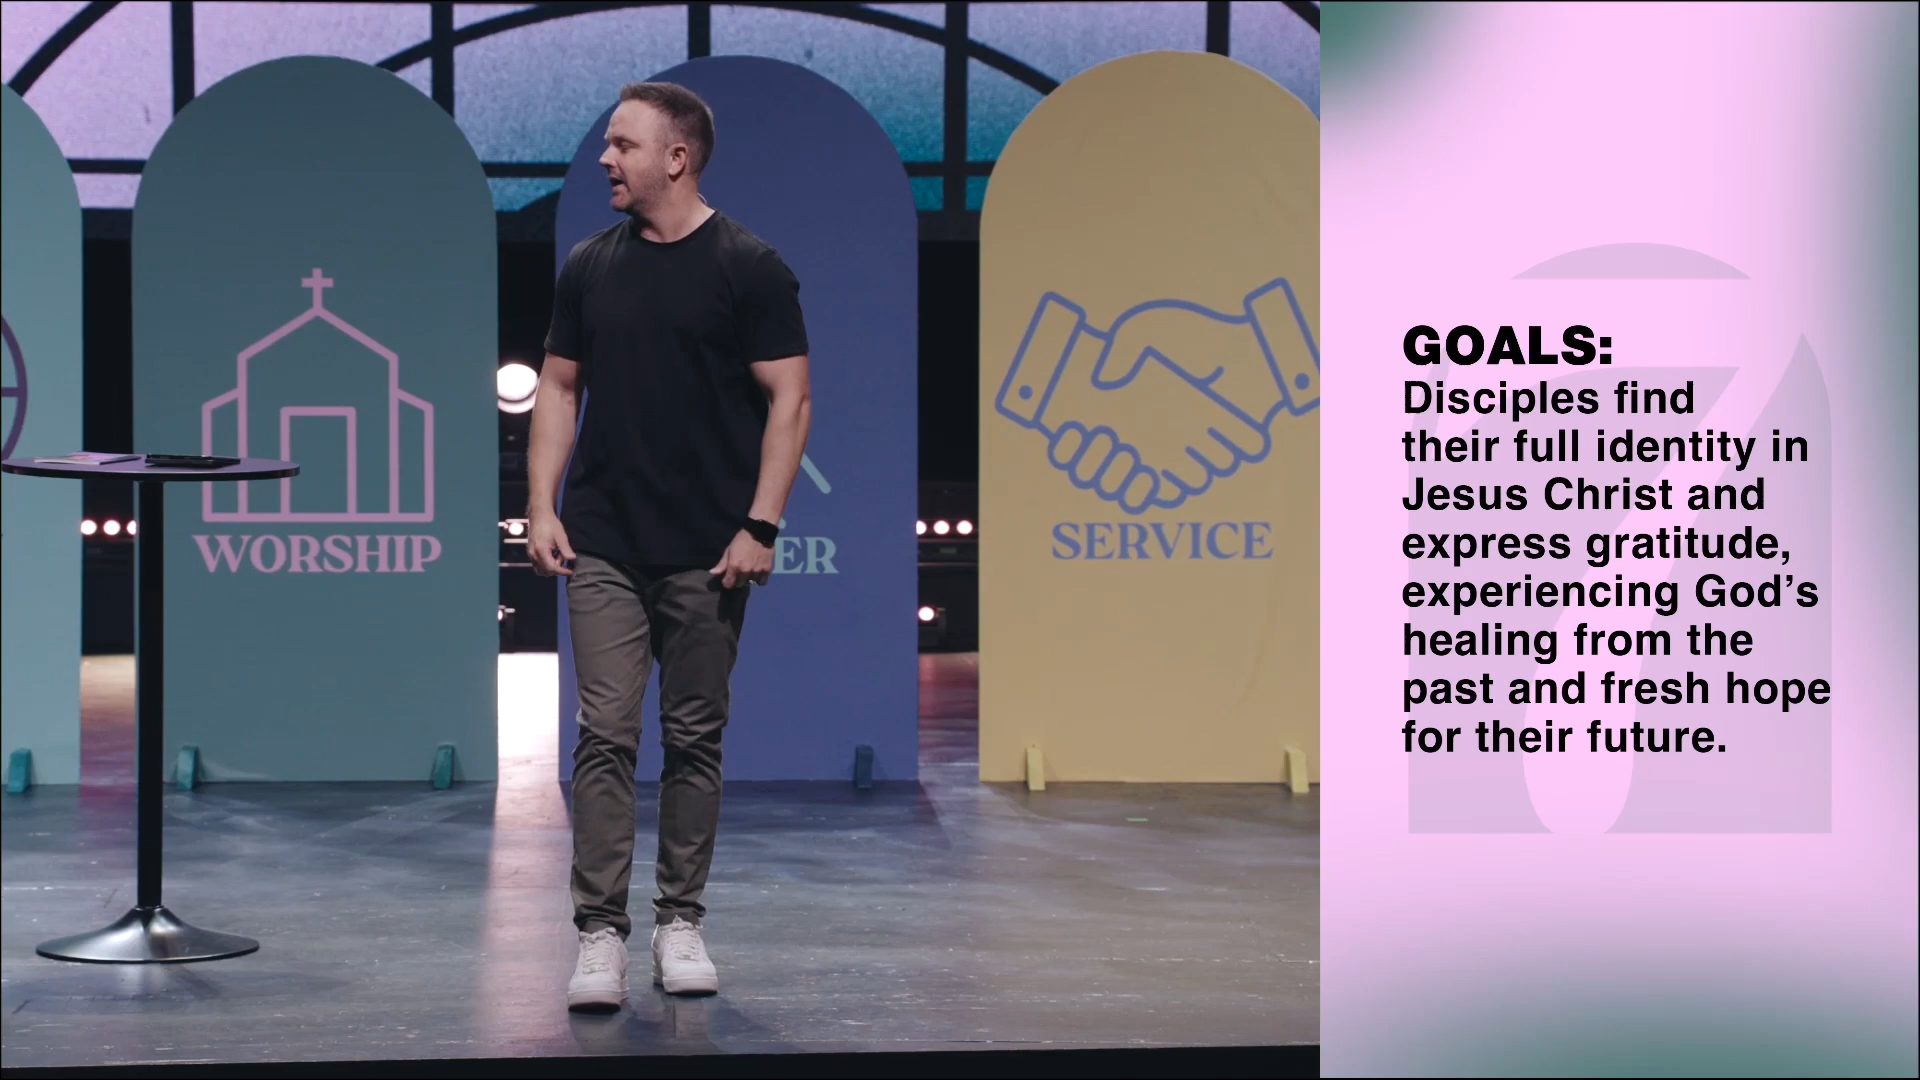 WORSHIP
ER
SERVICE
GOALS:
Disciples find
their full identity in
Jesus Christ and
express gratitude,
experiencing God’s
healing from the
past and fresh hope
for their future.